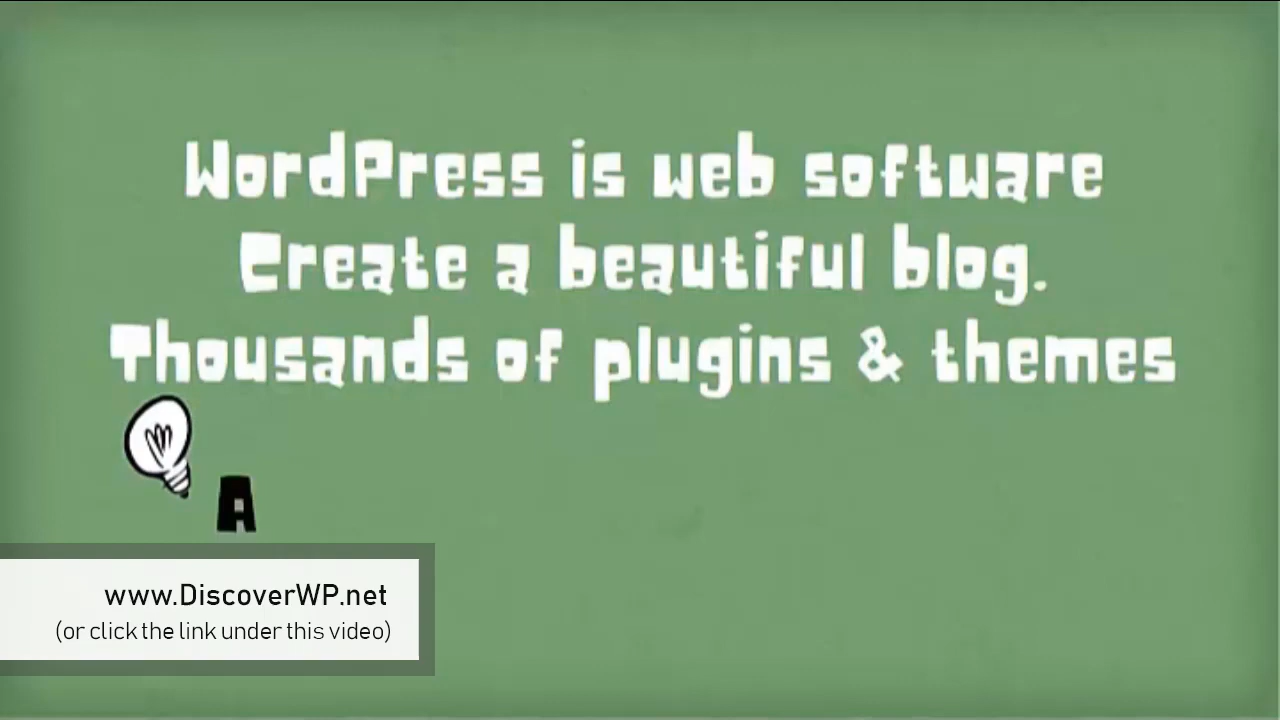 WordPress is web software
Create a beautiful blog.
Thousands of plugins & themes
A
www.DiscoverWP.net
(or click the link under this video)